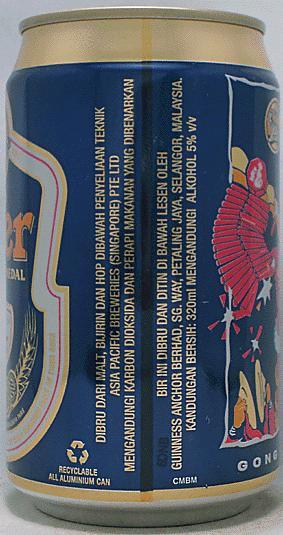 er
MEDAL
DIBRU DARI MALT, BIJIRIN DAN HOP DIBAWAH PENYELIAAN TEKNIK
ASIA PACIFIC BREWERIES (SINGAPORE) PTE LTD
MENGANDUNGI KARBON DIOKSIDA DAN PERAPI MAKANAN YANG DIBENARKAN
BIR INI DIBRU DAN DITIN DI BAWAH LESEN OLEH
GUINNESS ANCHOR BERHAD, SG. WAY, PETALING JAYA, SELANGOR, MALAYSIA.
KANDUNGAN BERSIH: 320ml MENGANDUNGI ALKOHOL 5% v/v
RECYCLABLE
ALL ALUMINIUM CAN
CMBM
GONG